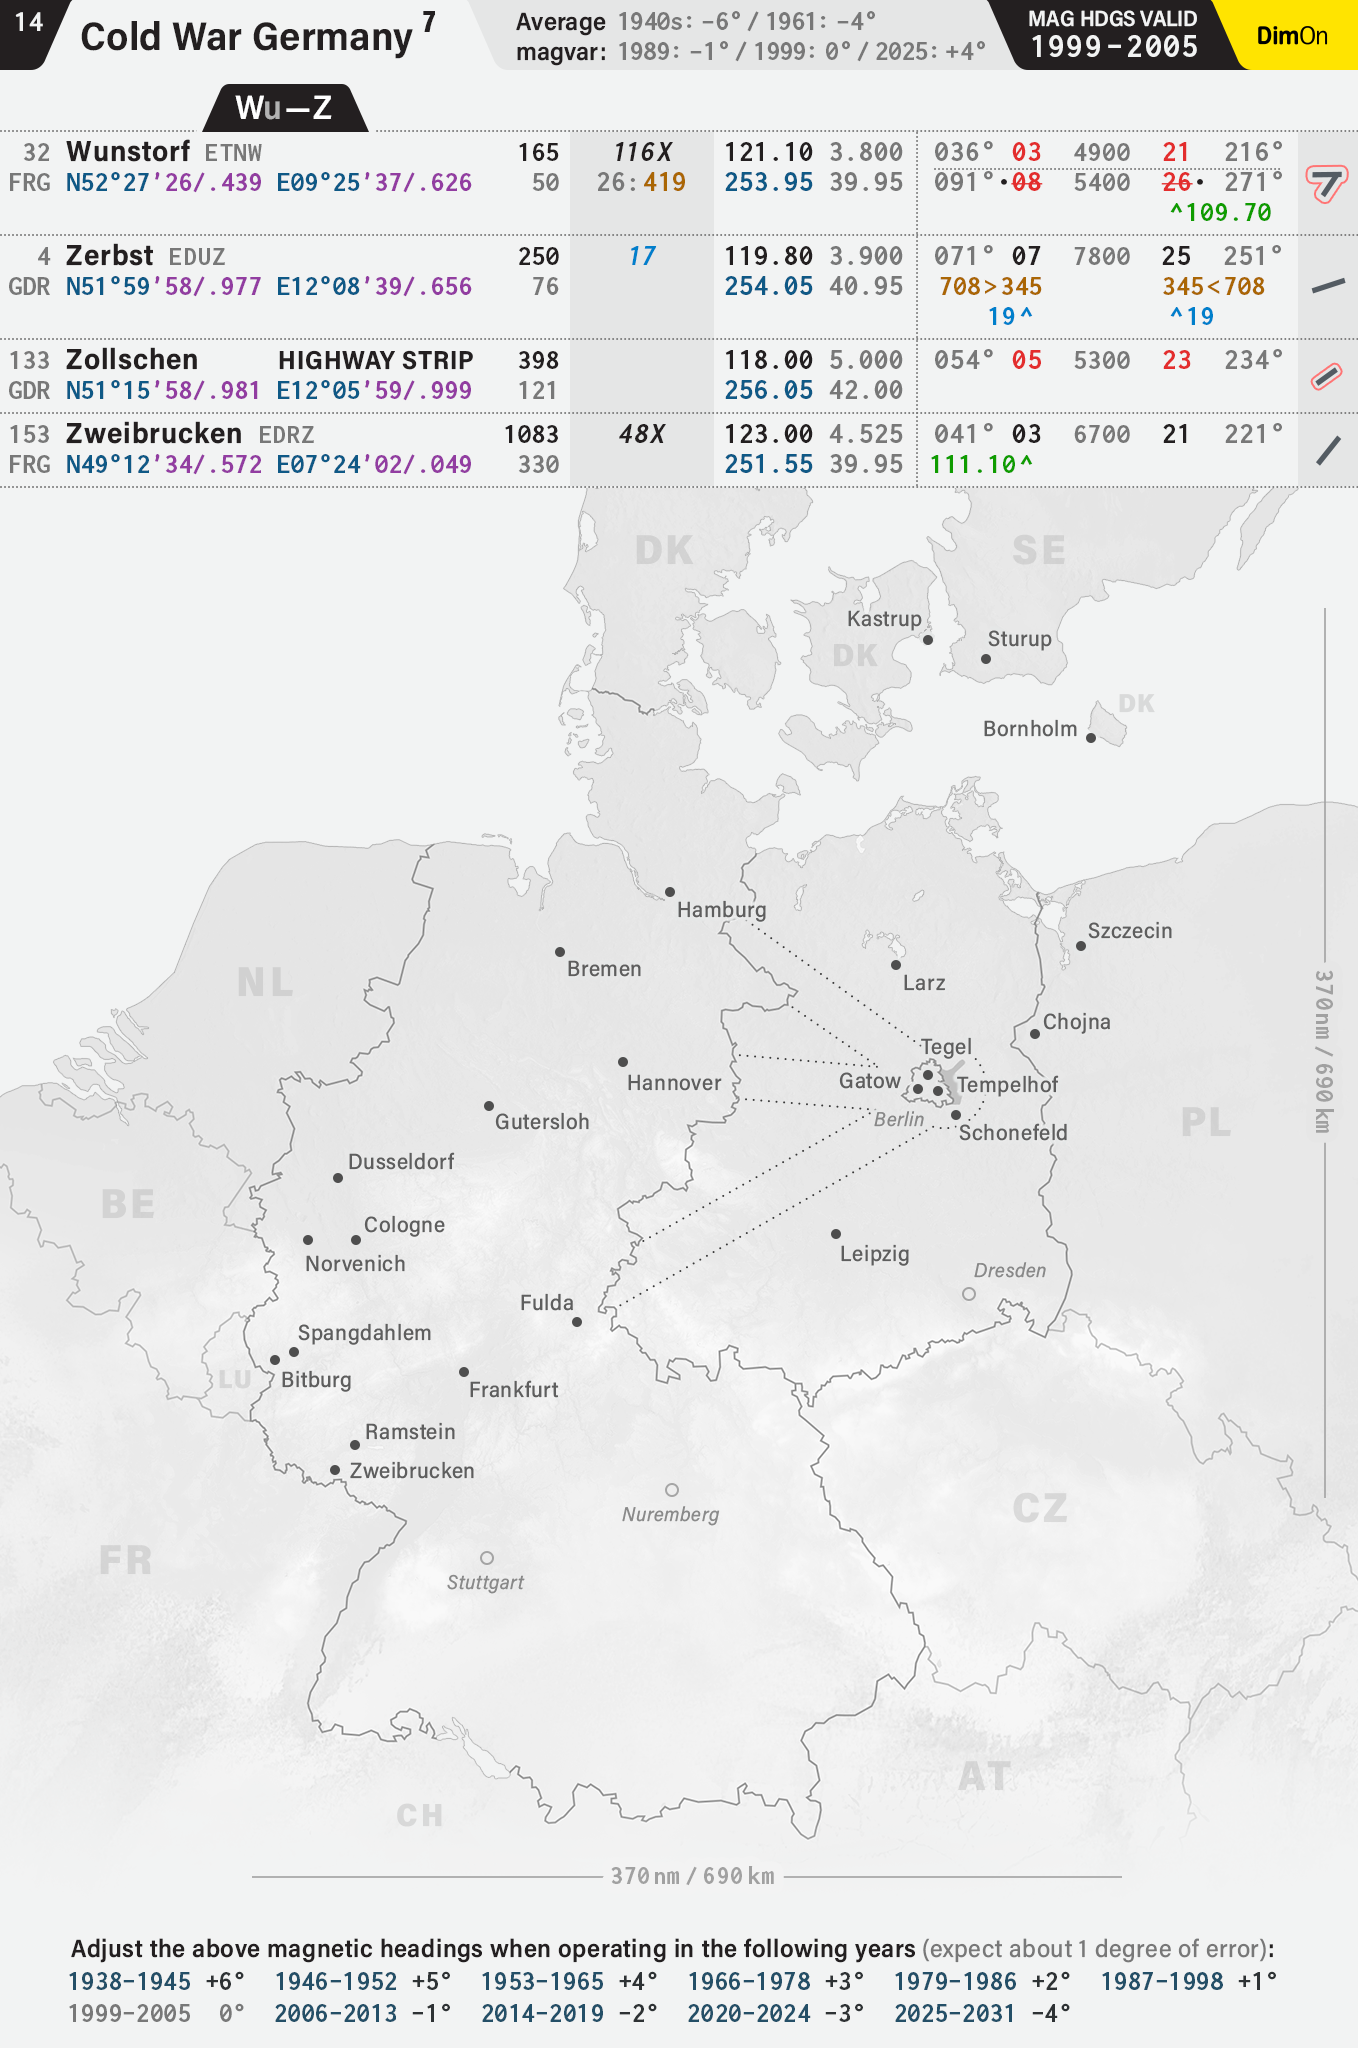 14
Cold War Germany 7
Average 1940s: −6° / 1961: −4°
magvar: 1989: −1° / 1999: 0° / 2025: +4°
MAG HDGS VALID
1999–2005
DimOn
Wu—Z
32 Wunstorf ETNW 165 116X 121.10 3.800 036° 03 4900 21 216°
FRG N52°27'26/.439 E09°25'37/.626 50 26:419 253.95 39.95 091° •08 5400 26• 271°
^109.70
4 Zerbst EDUZ 250 17 119.80 3.900 071° 07 7800 25 251°
GDR N51°59'58/.977 E12°08'39/.656 76 254.05 40.95 708>345 345<708
19^ ^19
133 Zollschen HIGHWAY STRIP 398 118.00 5.000 054° 05 5300 23 234°
GDR N51°15'58/.981 E12°05'59/.999 121 256.05 42.00
153 Zweibrucken EDRZ 1083 48X 123.00 4.525 041° 03 6700 21 221°
FRG N49°12'34/.572 E07°24'02/.049 330 251.55 39.95 111.10^
DK
SE
Kastrup
DK
Sturup
DK
Bornholm
Hamburg
Szczecin
Bremen
NL
Larz
370nm / 690km
Chojna
Tegel
Hannover
Gatow
Tempelhof
Gutersloh
Berlin
PL
Schonefeld
Dusseldorf
BE
Cologne
Norvenich
Leipzig
Dresden
Fulda
Spangdahlem
LU
Bitburg
Frankfurt
Ramstein
Zweibrucken
Nuremberg
CZ
FR
Stuttgart
AT
CH
370nm / 690km
Adjust the above magnetic headings when operating in the following years (expect about 1 degree of error):
1938–1945 +6° 1946–1952 +5° 1953–1965 +4° 1966–1978 +3° 1979–1986 +2° 1987–1998 +1°
1999–2005 0° 2006–2013 −1° 2014–2019 −2° 2020–2024 −3° 2025–2031 −4°